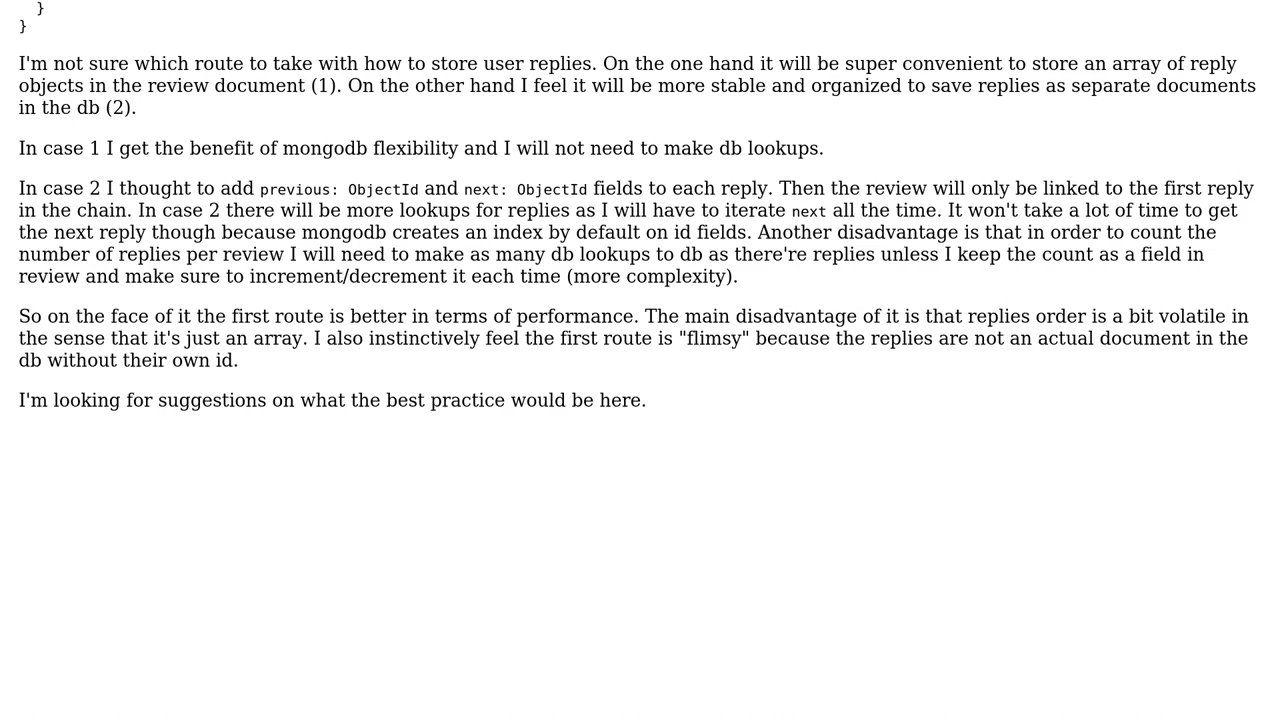 }
}
I'm not sure which route to take with how to store user replies. On the one hand it will be super convenient to store an array of reply
objects in the review document (1). On the other hand I feel it will be more stable and organized to save replies as separate documents
in the db (2).
In case 1 I get the benefit of mongodb flexibility and I will not need to make db lookups.
In case 2 I thought to add previous: ObjectId and next: ObjectId fields to each reply. Then the review will only be linked to the first reply
in the chain. In case 2 there will be more lookups for replies as I will have to iterate next all the time. It won't take a lot of time to get
the next reply though because mongodb creates an index by default on id fields. Another disadvantage is that in order to count the
number of replies per review I will need to make as many db lookups to db as there're replies unless I keep the count as a field in
review and make sure to increment/decrement it each time (more complexity).
So on the face of it the first route is better in terms of performance. The main disadvantage of it is that replies order is a bit volatile in
the sense that it's just an array. I also instinctively feel the first route is "flimsy" because the replies are not an actual document in the
db without their own id.
I'm looking for suggestions on what the best practice would be here.